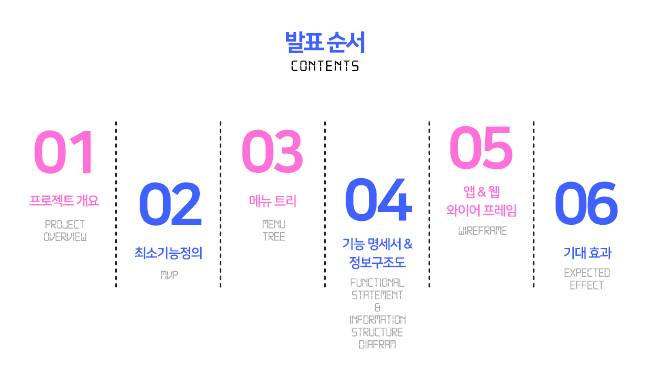 발표 순서
CONTENTS
01
프로젝트 개요
PROJECT
OVERVIEW
02
최소기능정의
MVP
03
메뉴 트리
MENU
TREE
04
기능 명세서 &
정보구조도
FUNCTIONAL
STATEMENT
&
INFORMATION
STRUCTURE
DIAFRAM
05
앱 & 웹
와이어 프레임
WIREFRAME
06
기대 효과
EXPECTED
EFFECT